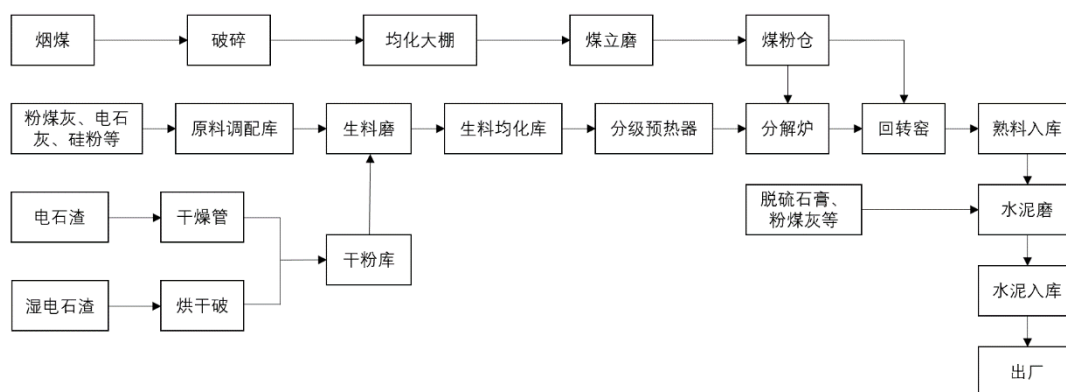 烟煤
破碎
均化大棚
煤立磨
煤粉仓
粉煤灰、电石
灰、硅粉等
原料调配库
生料磨
生料均化库
分级预热器
分解炉
回转窑
熟料入库
电石渣
干燥管
脱硫石膏、
粉煤灰等
水泥磨
干粉库
湿电石渣
烘干破
水泥入库
出厂